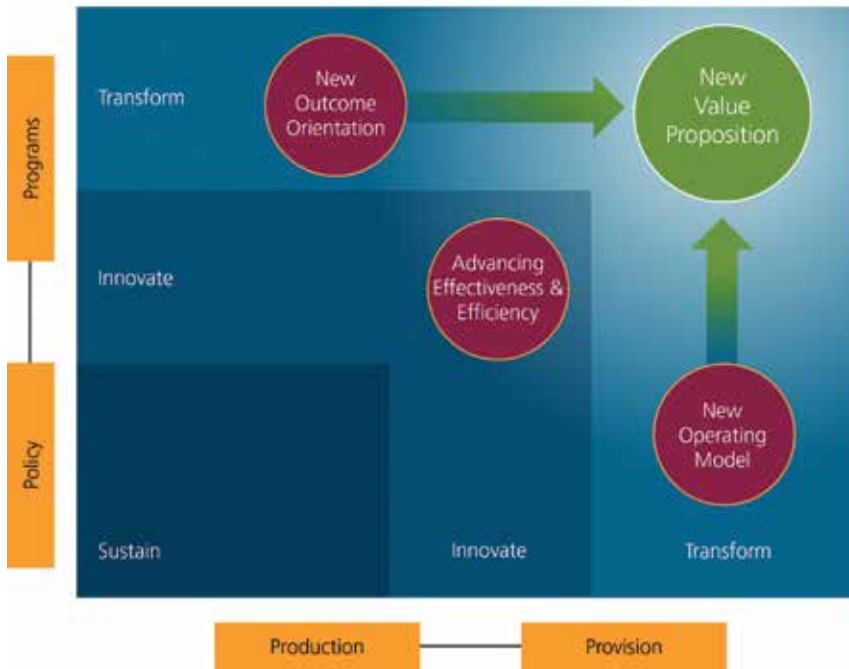 Programs
Policy
Transform
New
Outcome
Orientation
New
Value
Proposition
Innovate
Advancing
Effectiveness &
Efficiency
New
Operating
Model
Sustain
Innovate
Transform
Production
Provision